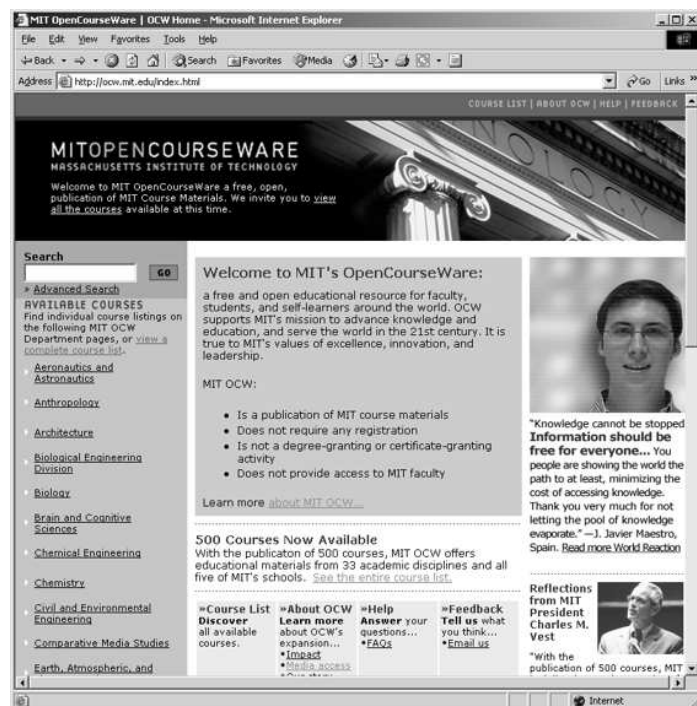 MIT OpenCourseWare | OCW Home - Microsoft Internet Explorer
File Edit View Favorites Tools Help
Back Search Favorites Media
Address http://ocw.mit.edu/index.html Go Links »
COURSE LIST | ABOUT OCW | HELP | FEEDBACK
NOLOGY
MITOPENCOURSEWARE
MASSACHUSETTS INSTITUTE OF TECHNOLOGY
Welcome to MIT OpenCourseWare a free, open,
publication of MIT Course Materials. We invite you to view
all the courses available at this time.
Search
GO
» Advanced Search
AVAILABLE COURSES
Find individual course listings on
the following MIT OCW
Department pages, or view a
complete course list.
Aeronautics and
Astronautics
Anthropology
Architecture
Biological Engineering
Division
Biology
Brain and Cognitive
Sciences
Chemical Engineering
Chemistry
Civil and Environmental
Engineering
Comparative Media Studies
Earth, Atmospheric, and
Welcome to MIT's OpenCourseWare:
a free and open educational resource for faculty,
students, and self-learners around the world. OCW
supports MIT's mission to advance knowledge and
education, and serve the world in the 21st century. It is
true to MIT's values of excellence, innovation, and
leadership.
MIT OCW:
• Is a publication of MIT course materials
• Does not require any registration
• Is not a degree-granting or certificate-granting
activity
• Does not provide access to MIT faculty
Learn more about MIT OCW...
500 Courses Now Available
With the publicaton of 500 courses, MIT OCW offers
educational materials from 33 academic disciplines and all
five of MIT's schools. See the entire course list.
»Course List
Discover
all available
courses.
»About OCW
Learn more
about OCW's
expansion...
•Impact
•Media access
•Our story
»Help
Answer your
questions...
•FAQs
»Feedback
Tell us what
you think...
•Email us
"Knowledge cannot be stopped
Information should be
free for everyone... You
people are showing the world the
path to at least, minimizing the
cost of accessing knowledge.
Thank you very much for not
letting the pool of knowledge
evaporate." —J. Javier Maestro,
Spain. Read more World Reaction
Reflections
from MIT
President
Charles M.
Vest
"With the
publication of 500 courses, MIT
Internet